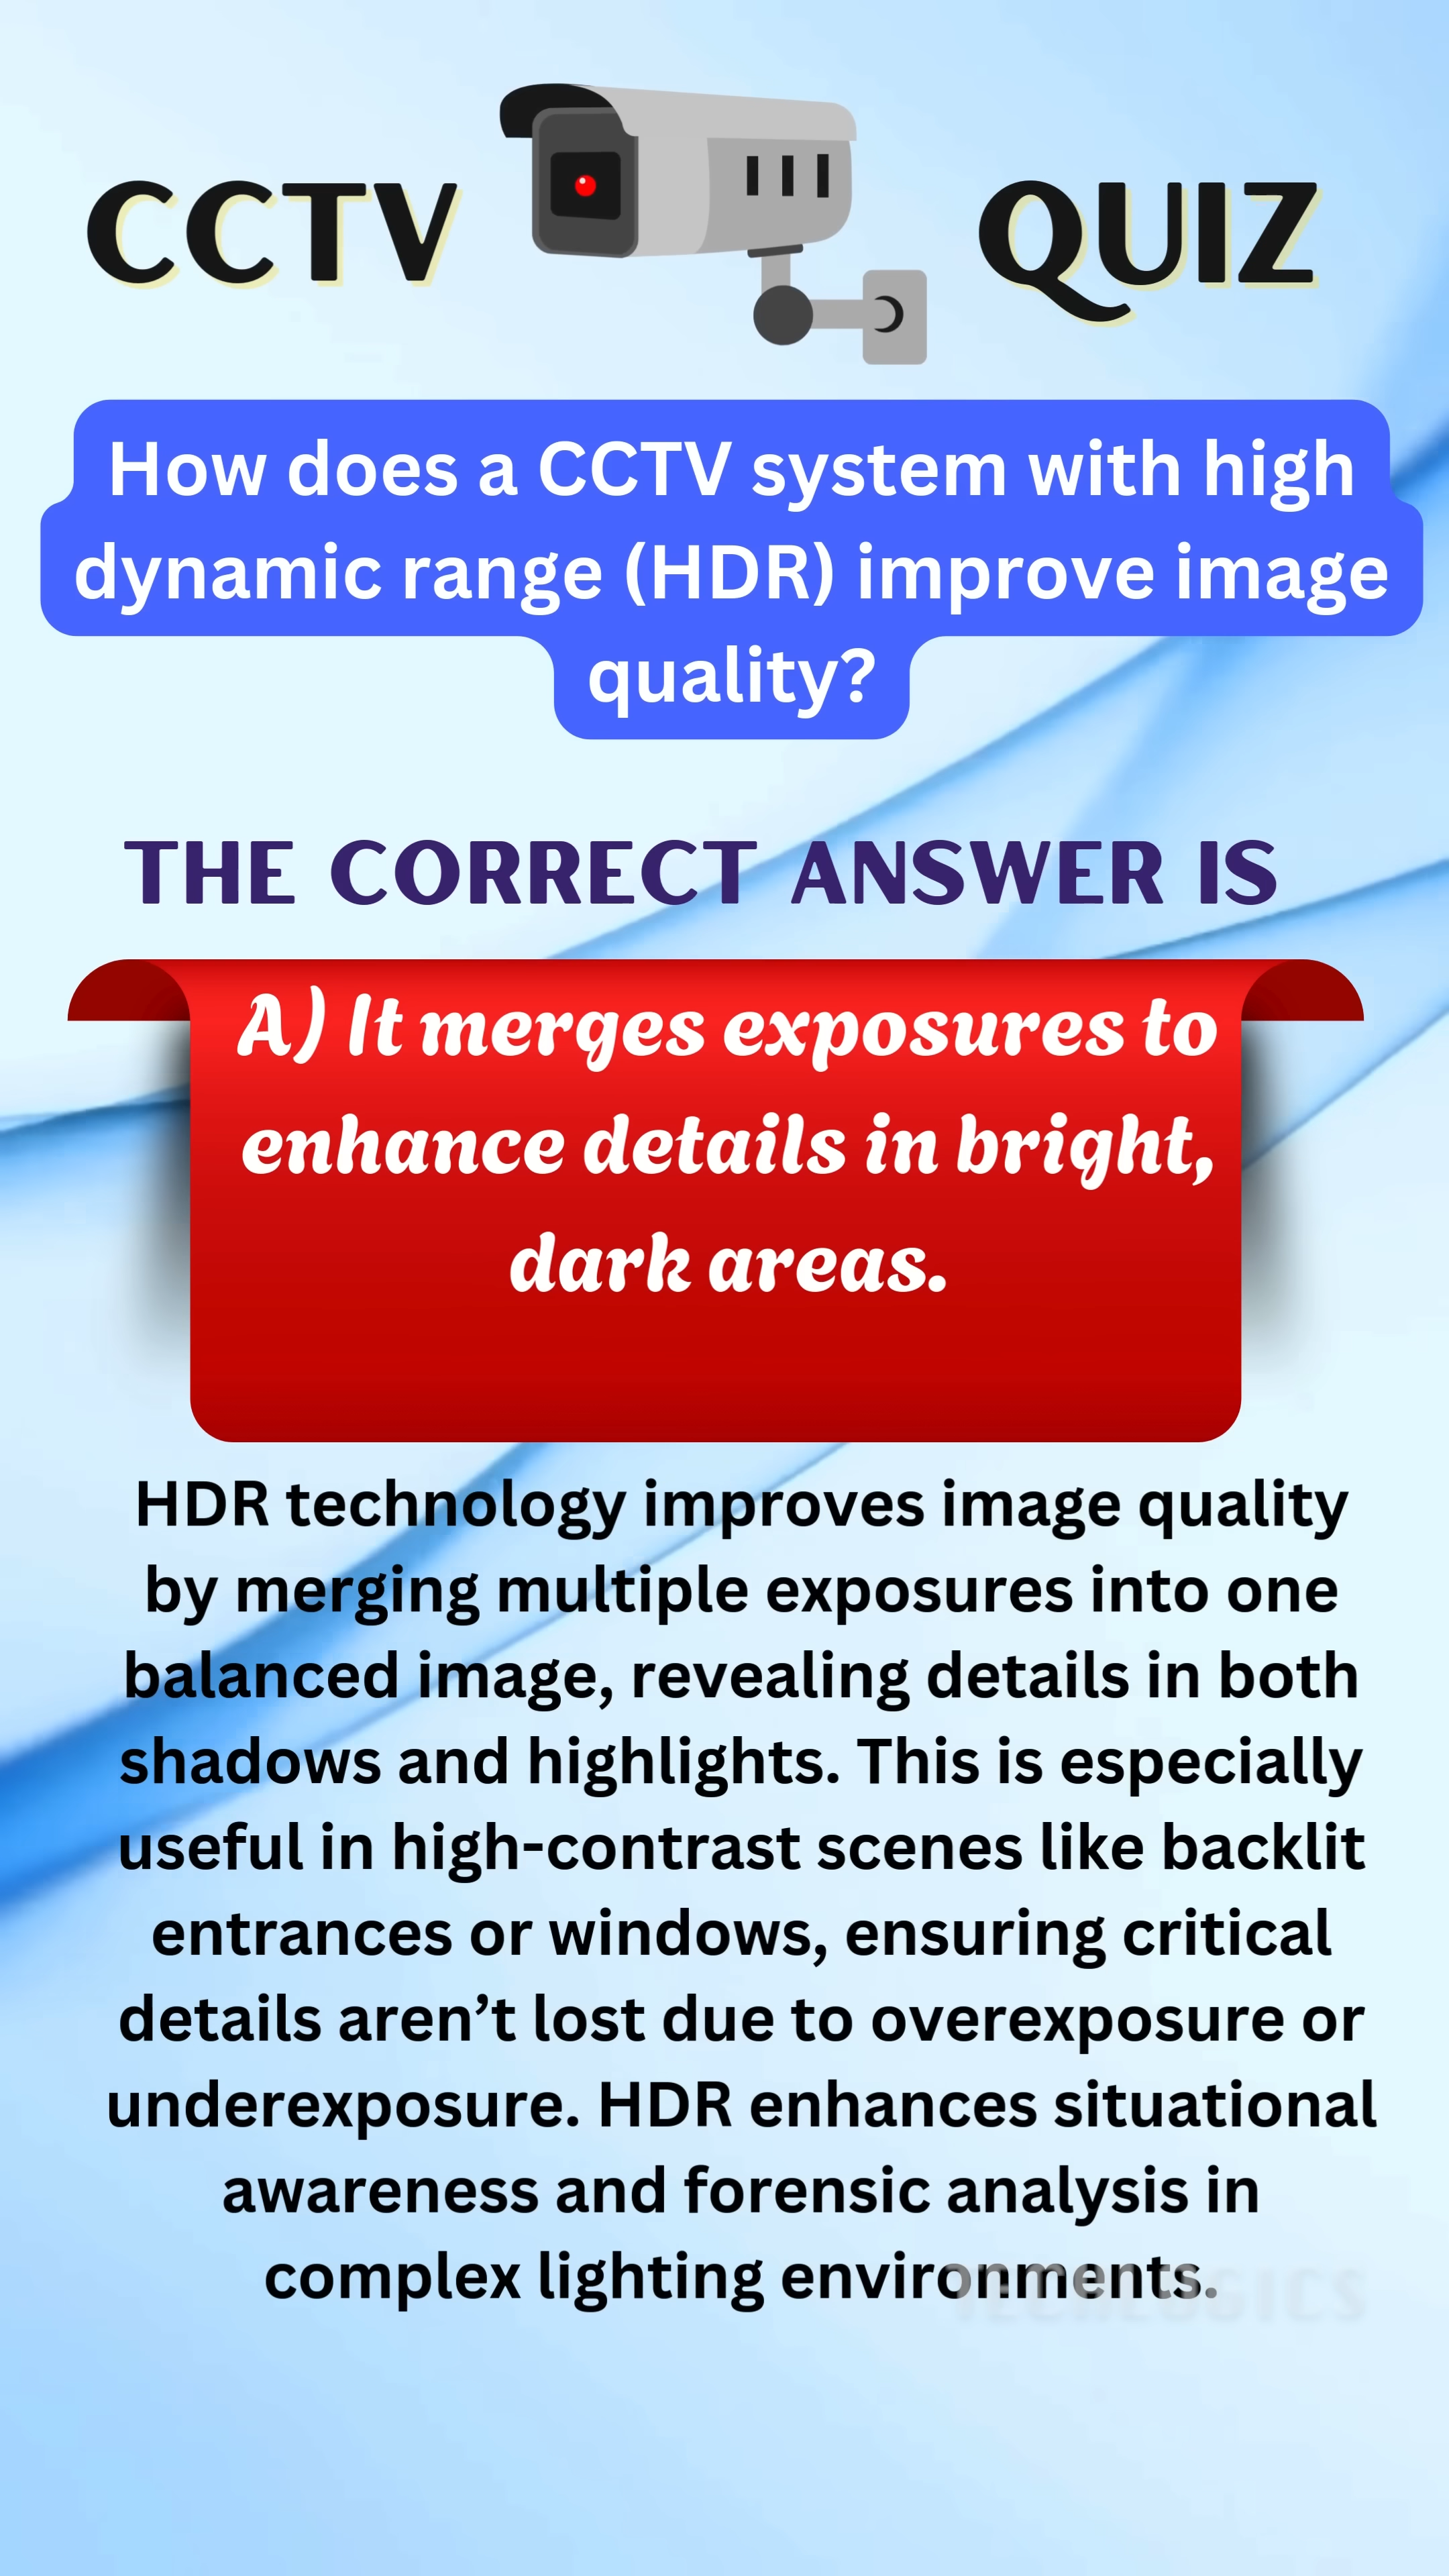 CCTV QUIZ
How does a CCTV system with high
dynamic range (HDR) improve image
quality?
THE CORRECT ANSWER IS
A) It merges exposures to
enhance details in bright,
dark areas.
HDR technology improves image quality
by merging multiple exposures into one
balanced image, revealing details in both
shadows and highlights. This is especially
useful in high-contrast scenes like backlit
entrances or windows, ensuring critical
details aren’t lost due to overexposure or
underexposure. HDR enhances situational
awareness and forensic analysis in
complex lighting environments.